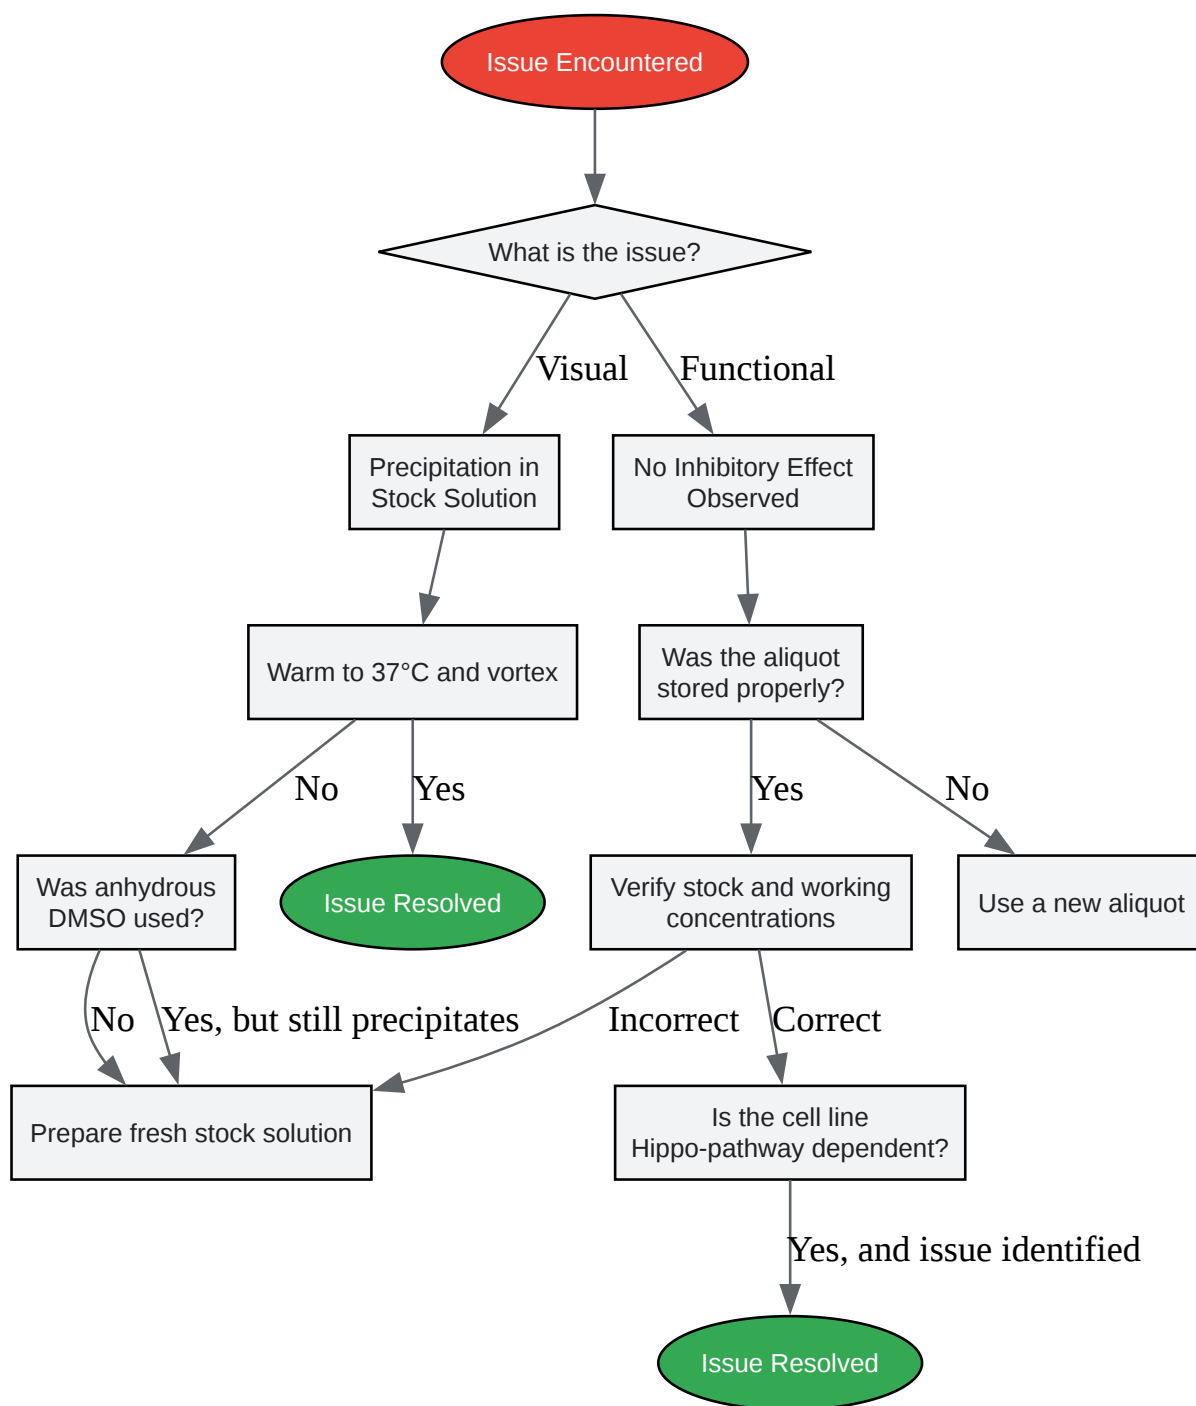 Issue Encountered
What is the issue?
Visual
Functional
Precipitation in
Stock Solution
No Inhibitory Effect
Observed
Warm to 37°C and vortex
Was the aliquot
stored properly?
No
Yes
Yes
No
Was anhydrous
DMSO used?
Issue Resolved
Verify stock and working
concentrations
Use a new aliquot
No
Yes, but still precipitates
Incorrect
Correct
Prepare fresh stock solution
Is the cell line
Hippo-pathway dependent?
Yes, and issue identified
Issue Resolved